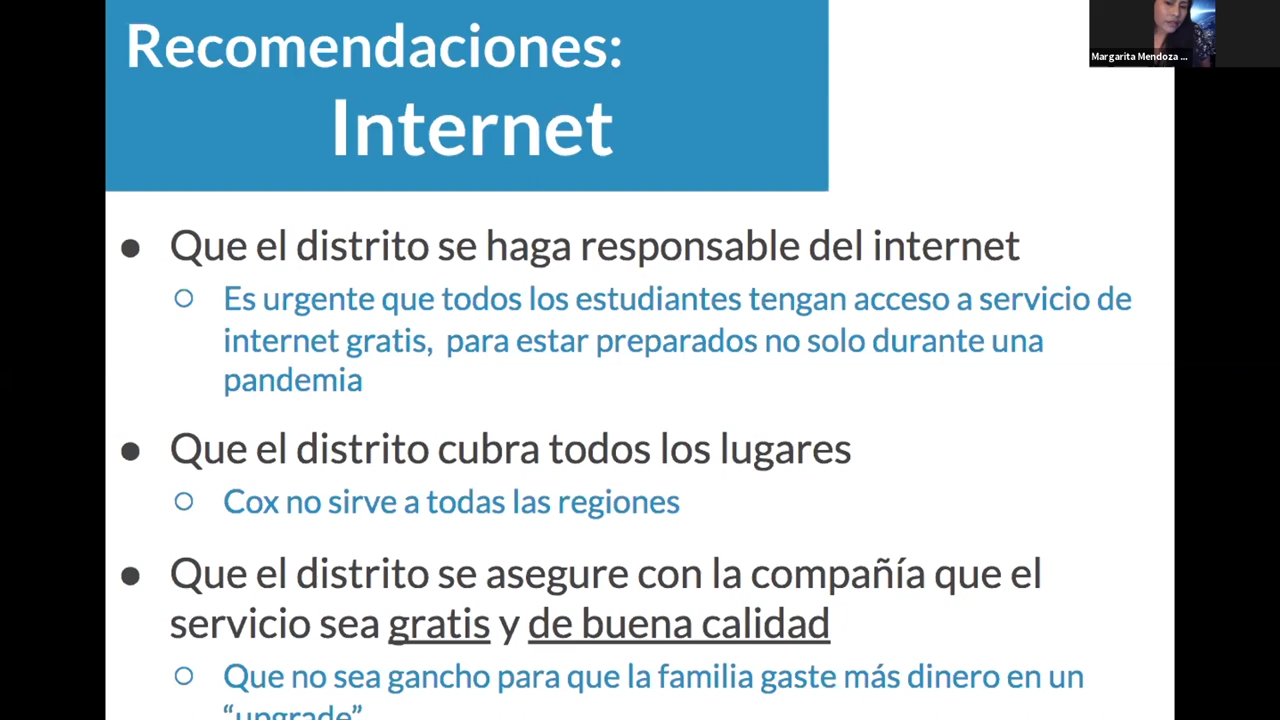 Recomendaciones:
Internet
Margarita Mendoza ...
● Que el distrito se haga responsable del internet
○ Es urgente que todos los estudiantes tengan acceso a servicio de
internet gratis, para estar preparados no solo durante una
pandemia
● Que el distrito cubra todos los lugares
○ Cox no sirve a todas las regiones
● Que el distrito se asegure con la compañía que el
servicio sea gratis y de buena calidad
○ Que no sea gancho para que la familia gaste más dinero en un
“upgrade”